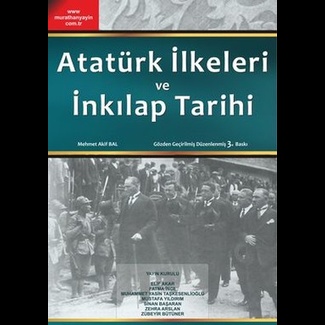 www.
murathanyayin
com.tr
Atatürk İlkeleri
ve
İnkılap Tarihi
Mehmet Akif BAL
Gözden Geçirilmiş Düzenlenmiş 3. Baskı
YAYIN KURULU
ELİF AKAR
FATMA İNCE
MUHAMMET YASİN TAŞKESENLİOĞLU
MUSTAFA YILDIRIM
SİNAN BAŞARAN
ZEHRA ARSLAN
ZÜBEYİR BÜTÜNER